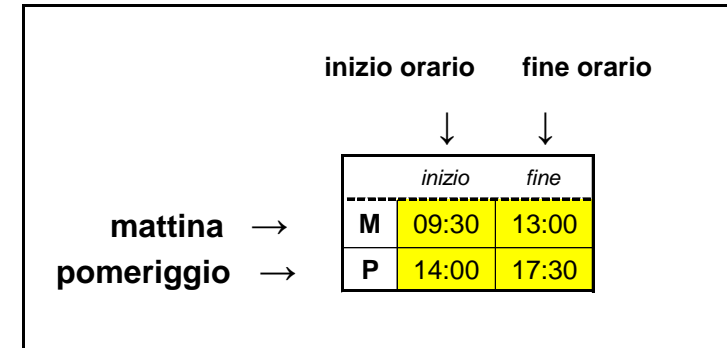 inizio orario fine orario
↓ ↓
inizio fine
mattina → M 09:30 13:00
pomeriggio → P 14:00 17:30